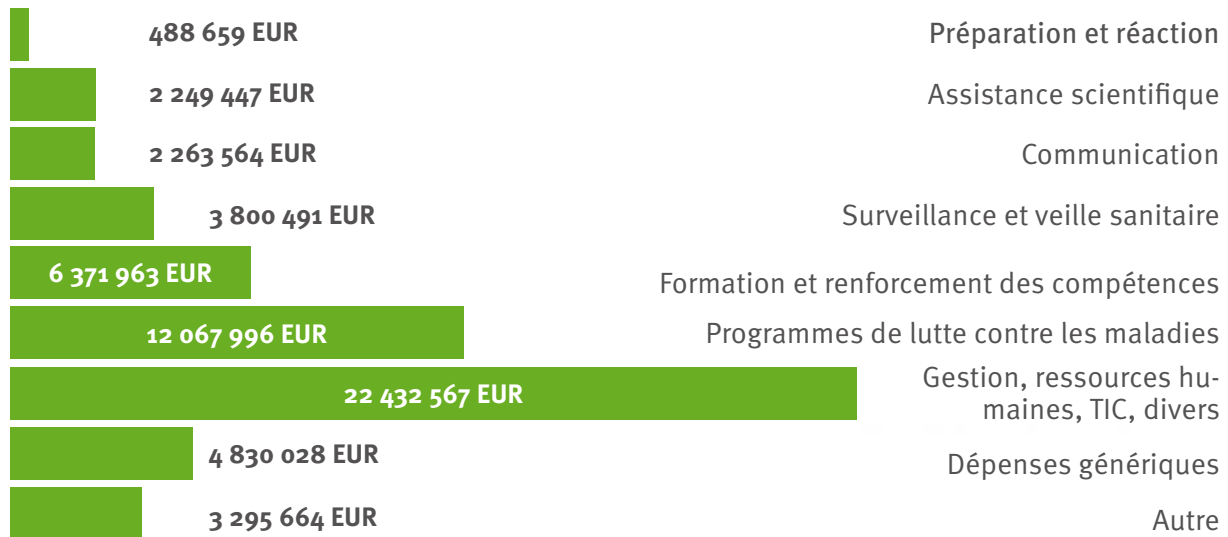 488 659 EUR Préparation et réaction
2 249 447 EUR Assistance scientifique
2 263 564 EUR Communication
3 800 491 EUR Surveillance et veille sanitaire
6 371 963 EUR Formation et renforcement des compétences
12 067 996 EUR Programmes de lutte contre les maladies
22 432 567 EUR Gestion, ressources hu-
maines, TIC, divers
4 830 028 EUR Dépenses génériques
3 295 664 EUR Autre